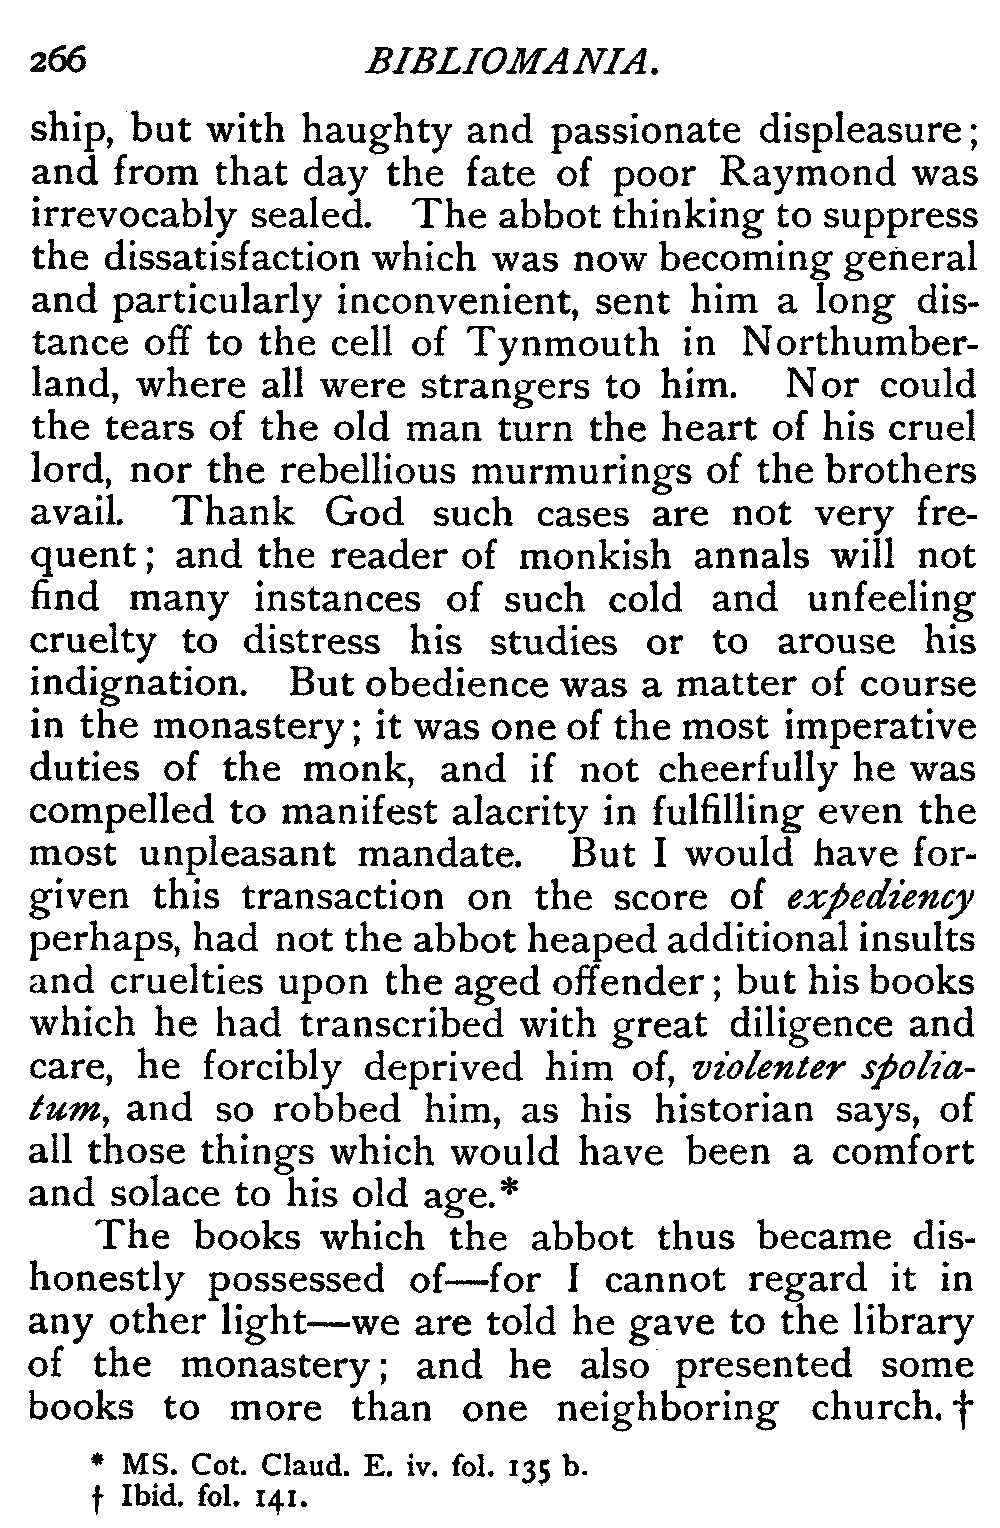 266 BIBLIOMANIA.
ship, but with haughty and passionate displeasure;
and from that day the fate of poor Raymond was
irrevocably sealed. The abbot thinking to suppress
the dissatisfaction which was now becoming general
and particularly inconvenient, sent him a long dis-
tance off to the cell of Tynmouth in Northumber-
land, where all were strangers to him. Nor could
the tears of the old man turn the heart of his cruel
lord, nor the rebellious murmurings of the brothers
avail. Thank God such cases are not very fre-
quent; and the reader of monkish annals will not
find many instances of such cold and unfeeling
cruelty to distress his studies or to arouse his
indignation. But obedience was a matter of course
in the monastery; it was one of the most imperative
duties of the monk, and if not cheerfully he was
compelled to manifest alacrity in fulfilling even the
most unpleasant mandate. But I would have for-
given this transaction on the score of expediency
perhaps, had not the abbot heaped additional insults
and cruelties upon the aged offender; but his books
which he had transcribed with great diligence and
care, he forcibly deprived him of, violenter spolia-
tum, and so robbed him, as his historian says, of
all those things which would have been a comfort
and solace to his old age.*
The books which the abbot thus became dis-
honestly possessed of—for I cannot regard it in
any other light—we are told he gave to the library
of the monastery; and he also presented some
books to more than one neighboring church.†
* MS. Cot. Claud. E. iv. fol. 135 b.
† Ibid. fol. 141.